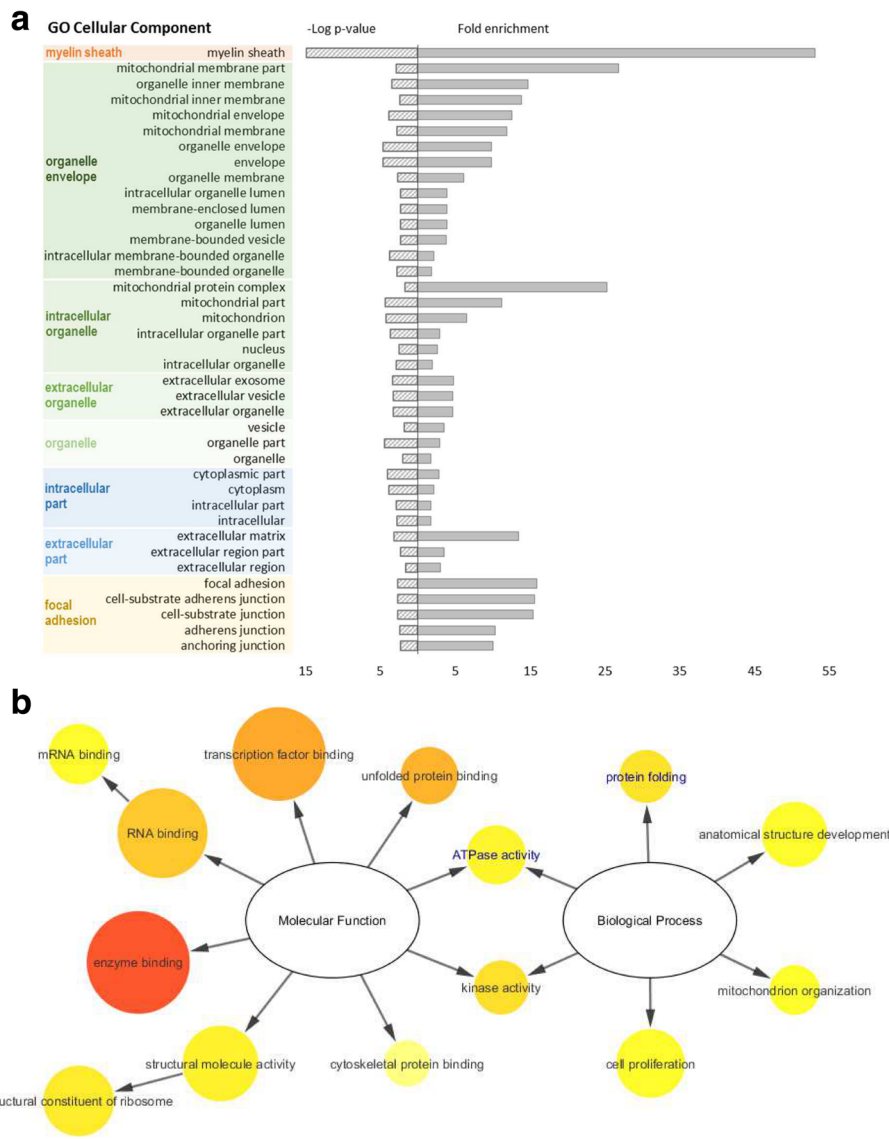 a
GO Cellular Component
-Log p-value
Fold enrichment
myelin sheath
myelin sheath
mitochondrial membrane part
organelle inner membrane
mitochondrial inner membrane
mitochondrial envelope
mitochondrial membrane
organelle envelope
organelle
envelope
envelope
organelle membrane
intracellular organelle lumen
membrane-enclosed lumen
organelle lumen
membrane-bounded vesicle
intracellular membrane-bounded organelle
membrane-bounded organelle
mitochondrial protein complex
mitochondrial part
intracellular
organelle
mitochondrion
intracellular organelle part
nucleus
intracellular organelle
extracellular exosome
extracellular
organelle
extracellular vesicle
extracellular organelle
vesicle
organelle
organelle part
organelle
cytoplasmic part
intracellular
part
cytoplasm
intracellular part
intracellular
extracellular matrix
extracellular
part
extracellular region part
extracellular region
focal adhesion
focal
adhesion
cell-substrate adherens junction
cell-substrate junction
adherens junction
anchoring junction
15 5 5 15 25 35 45 55
b
mRNA binding
transcription factor binding
unfolded protein binding
protein folding
RNA binding
ATPase activity
anatomical structure development
Molecular Function
Biological Process
enzyme binding
kinase activity
mitochondrion organization
structural molecule activity
cytoskeletal protein binding
cell proliferation
uctural constituent of ribosome